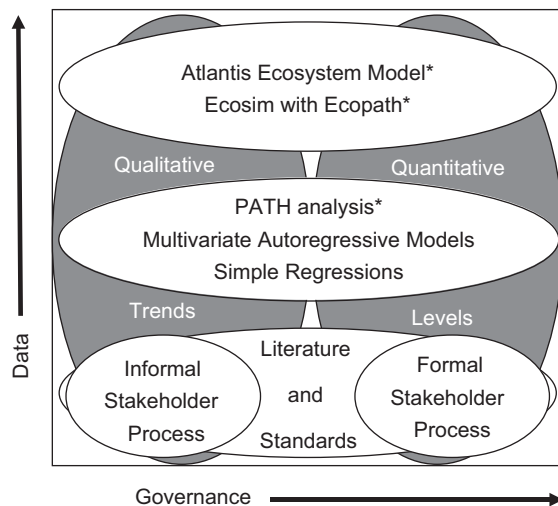 Atlantis Ecosystem Model*
Ecosim with Ecopath*
Qualitative
Quantitative
PATH analysis*
Multivariate Autoregressive Models
Simple Regressions
Trends
Levels
Informal
Stakeholder
Process
Literature
and
Standards
Formal
Stakeholder
Process
Data
Governance